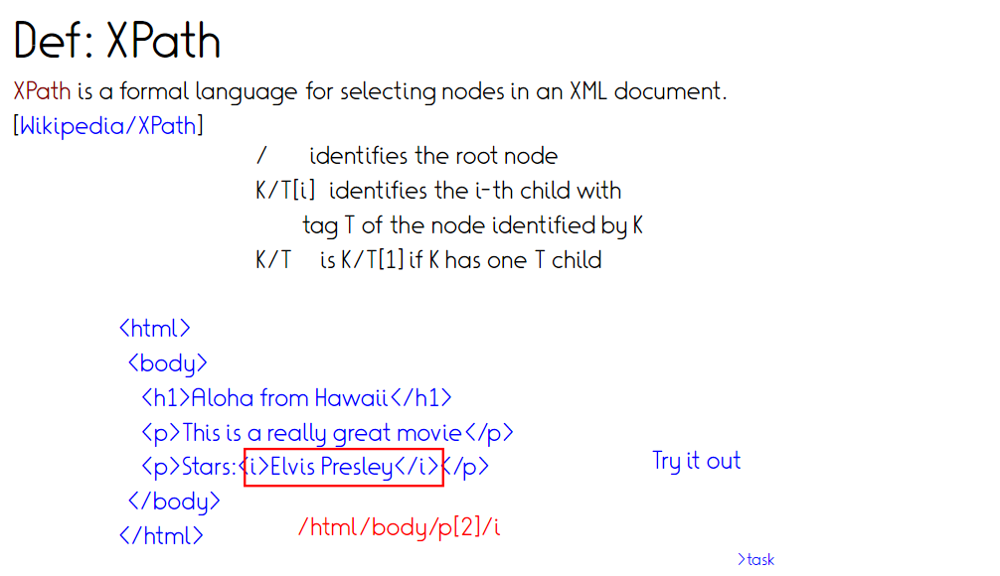 Def: XPath
XPath is a formal language for selecting nodes in an XML document.
[Wikipedia/XPath]
/ identifies the root node
K/T[i] identifies the i-th child with
tag T of the node identified by K
K/T is K/T[1] if K has one T child
<html>
<body>
<h1>Aloha from Hawaii</h1>
<p>This is a really great movie</p>
<p>Stars:<i>Elvis Presley</i></p>
Try it out
</body>
</html>
/html/body/p[2]/i
>task